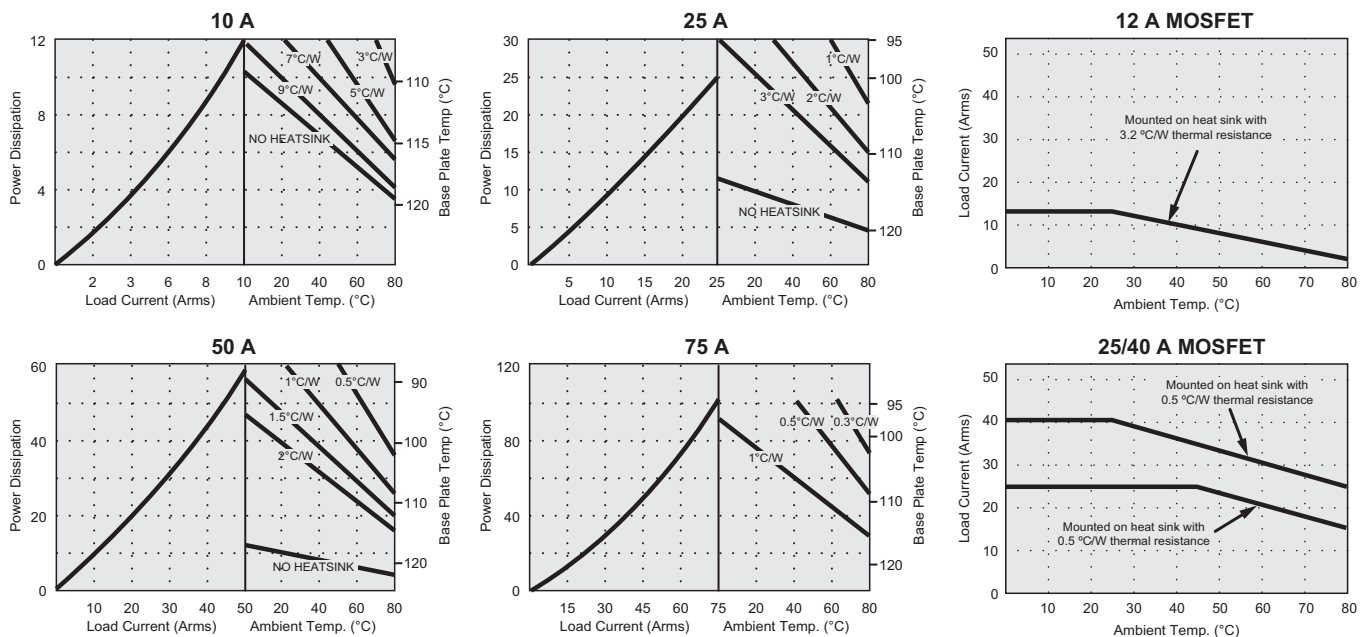 10 A
12
8
4
0
Power Dissipation
2
3
6
8
10
20
40
60
80
Load Current (Arms)
Ambient Temp. (°C)
3°C/W
7°C/W
5°C/W
9°C/W
NO HEATSINK
110
115
120
Base Plate Temp (°C)
25 A
30
25
20
15
10
5
0
Power Dissipation
5
10
15
20
25
20
40
60
80
Load Current (Arms)
Ambient Temp. (°C)
1°C/W
2°C/W
3°C/W
NO HEATSINK
95
100
110
120
Base Plate Temp (°C)
12 A MOSFET
50
40
30
20
10
0
Load Current (Arms)
Mounted on heat sink with
3.2 ºC/W thermal resistance
10
20
30
40
50
60
70
80
Ambient Temp. (°C)
50 A
60
40
20
0
Power Dissipation
10
20
30
40
50
20
40
60
80
Load Current (Arms)
Ambient Temp. (°C)
1°C/W
0.5°C/W
1.5°C/W
2°C/W
NO HEATSINK
90
100
110
120
Base Plate Temp (°C)
75 A
120
80
40
0
Power Dissipation
15
30
45
60
75
20
40
60
80
Load Current (Arms)
Ambient Temp. (°C)
0.5°C/W
0.3°C/W
1°C/W
95
100
110
120
Base Plate Temp (°C)
25/40 A MOSFET
50
40
30
20
10
0
Load Current (Arms)
Mounted on heat sink with
0.5 ºC/W thermal resistance
Mounted on heat sink with
0.5 ºC/W thermal resistance
10
20
30
40
50
60
70
80
Ambient Temp. (°C)